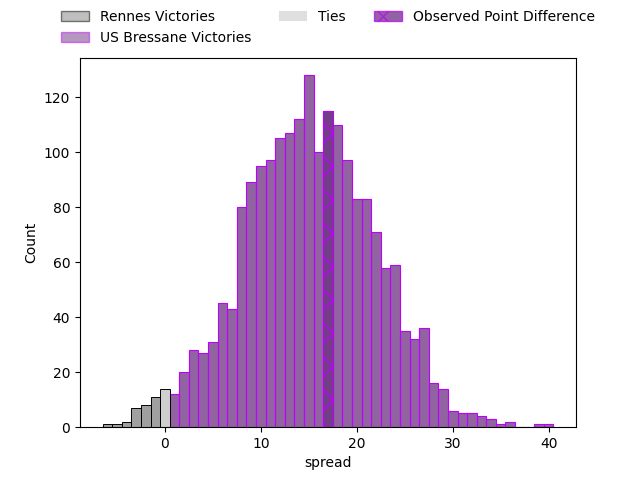 Rennes Victories
US Bressane Victories
Ties
Observed Point Difference
Count
120
100
80
60
40
20
0
0 10 20 30 40
spread